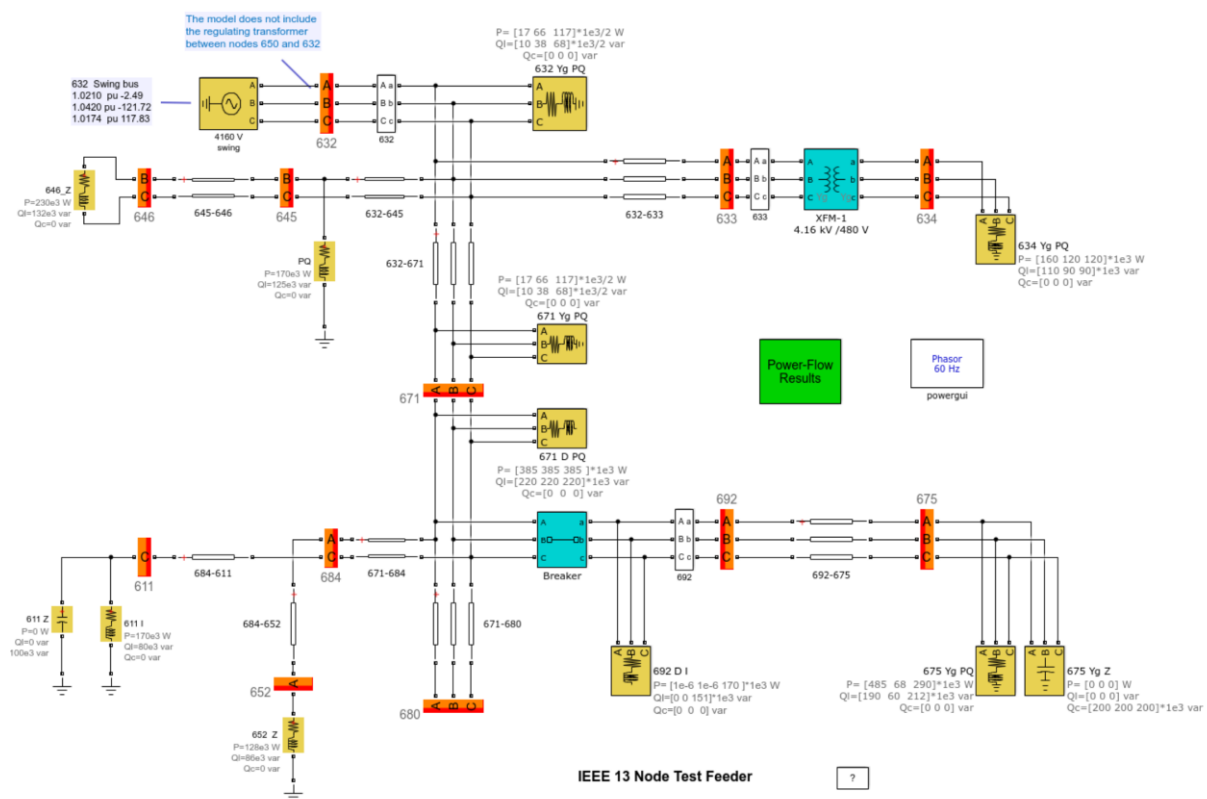 The model does not include
the regulating transformer
between nodes 650 and 632
P= [17 66 117]*1e3/2 W
Ql=[10 38 68]*1e3/2 var
Qc=[0 0 0] var
632 Yg PQ
A
B
C
632 Swing bus
1.0210 pu -2.49
1.0420 pu -121.72
1.0174 pu 117.83
A
B
C
4160 V
swing
A
B
C
632
A a
B b
C c
632
646_Z
P=230e3 W
Ql=132e3 var
Qc=0 var
B
C
646
645-646
B
C
645
632-645
632-633
A
B
C
633
A a
B b
C c
633
A a
B b
C c
XFM-1
4.16 kV /480 V
A
B
C
634
A B C
634 Yg PQ
P= [160 120 120]*1e3 W
Ql=[110 90 90]*1e3 var
Qc=[0 0 0] var
PQ
P=170e3 W
Ql=125e3 var
Qc=0 var
632-671
P= [17 66 117]*1e3/2 W
Ql=[10 38 68]*1e3/2 var
Qc=[0 0 0] var
671 Yg PQ
A
B
C
Power-Flow
Results
Phasor
60 Hz
powergui
671
A B C
A
B
C
671 D PQ
P= [385 385 385 ]*1e3 W
Ql=[220 220 220]*1e3 var
Qc=[0 0 0] var
C
611
684-611
A
C
684
671-684
A a
B b
C c
Breaker
A a
B b
C c
692
692
A
B
C
692-675
675
A
B
C
611 Z
P=0 W
Ql=0 var
100e3 var
611 I
P=170e3 W
Ql=80e3 var
Qc=0 var
684-652
671-680
652
A
680
A B C
652 Z
P=128e3 W
Ql=86e3 var
Qc=0 var
A B C
692 D I
P= [1e-6 1e-6 170 ]*1e3 W
Ql=[0 0 151]*1e3 var
Qc=[0 0 0] var
A B C
675 Yg PQ
P= [485 68 290]*1e3 W
Ql=[190 60 212]*1e3 var
Qc=[0 0 0] var
A B C
675 Yg Z
P= [0 0 0] W
Ql=[0 0 0] var
Qc=[200 200 200]*1e3 var
IEEE 13 Node Test Feeder
?